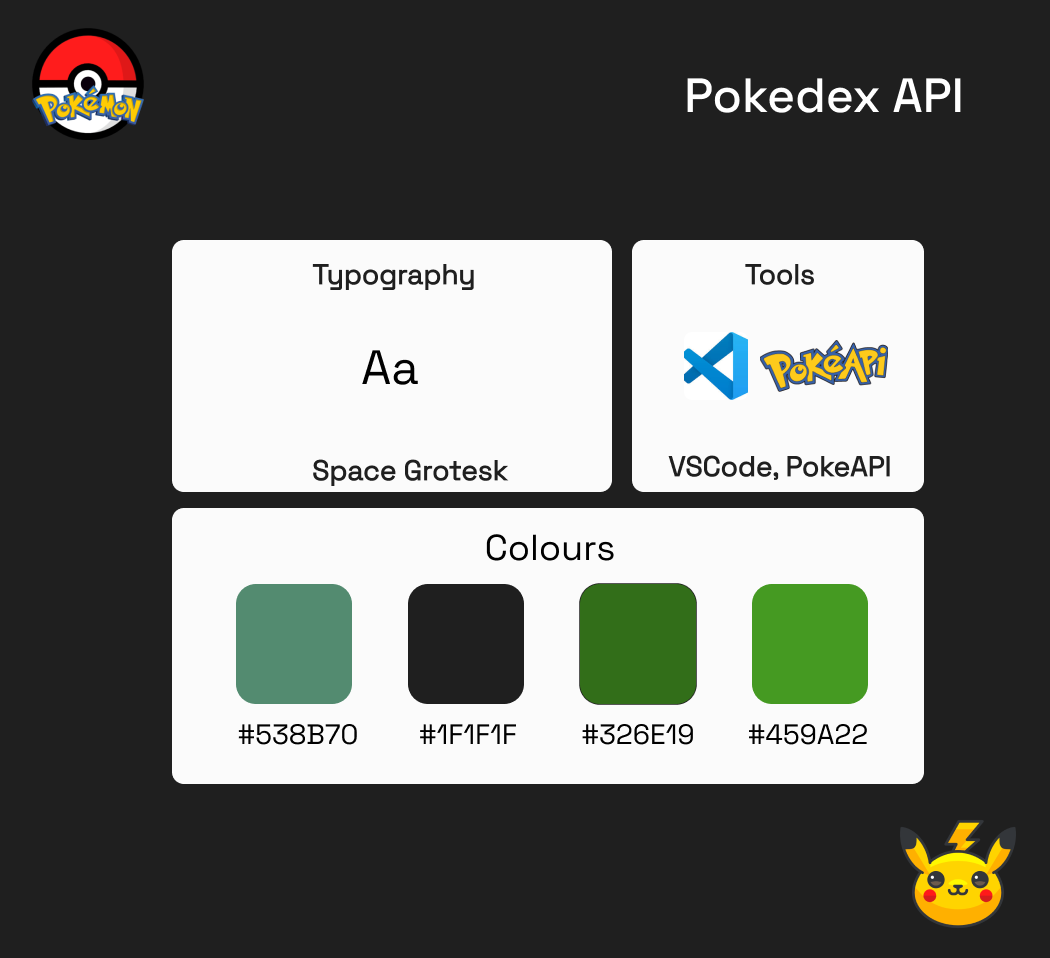 Pokémon
Pokedex API
Typography
Aa
Space Grotesk
Tools
PokéApi
VSCode, PokeAPI
Colours
#538B70
#1F1F1F
#326E19
#459A22